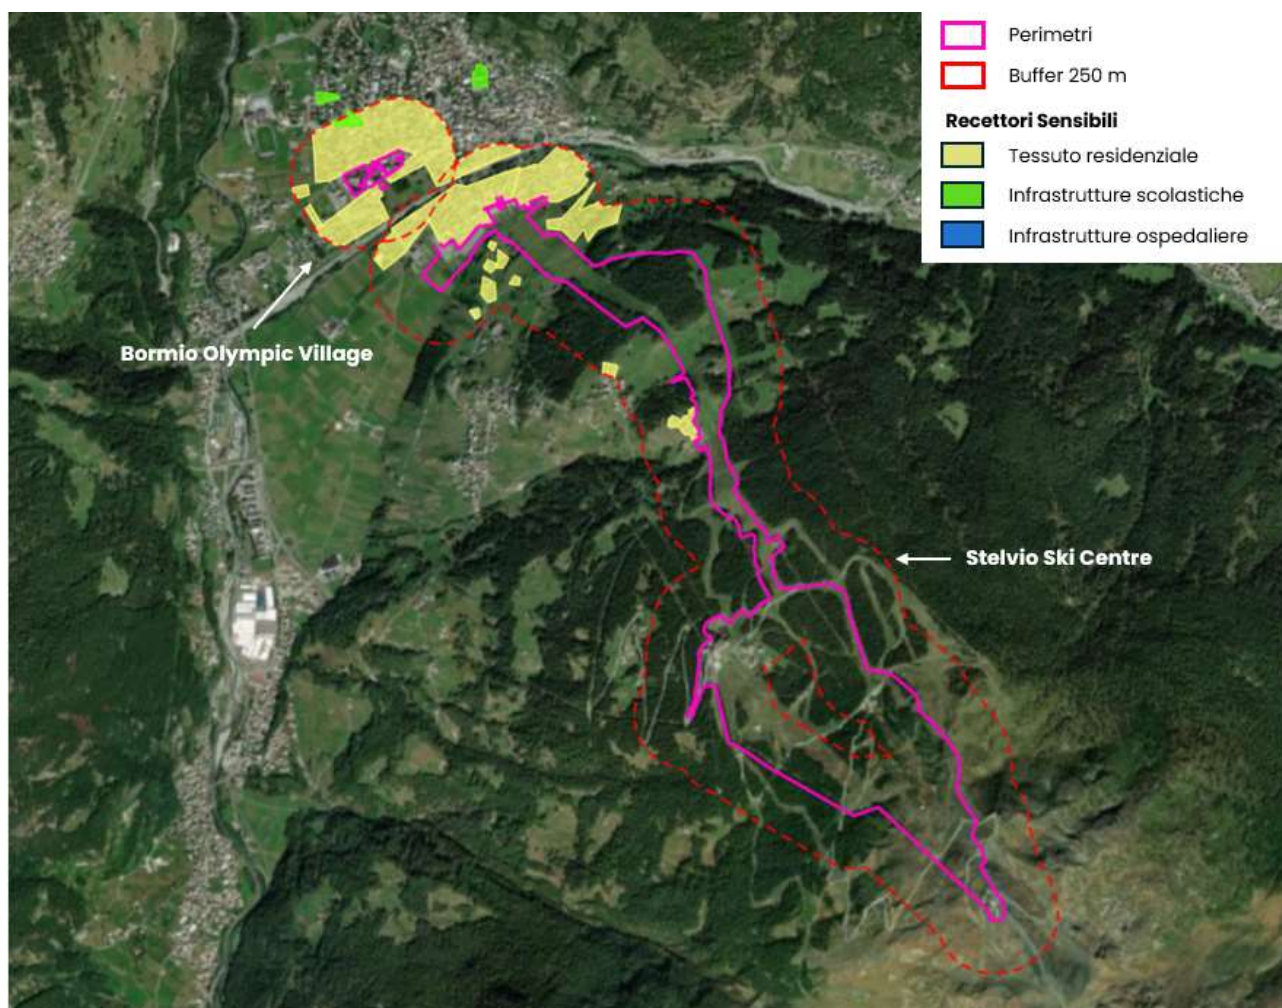 Perimetri
Buffer 250 m
Recettori Sensibili
Tessuto residenziale
Infrastrutture scolastiche
Infrastrutture ospedaliere
Bormio Olympic Village
Stelvio Ski Centre